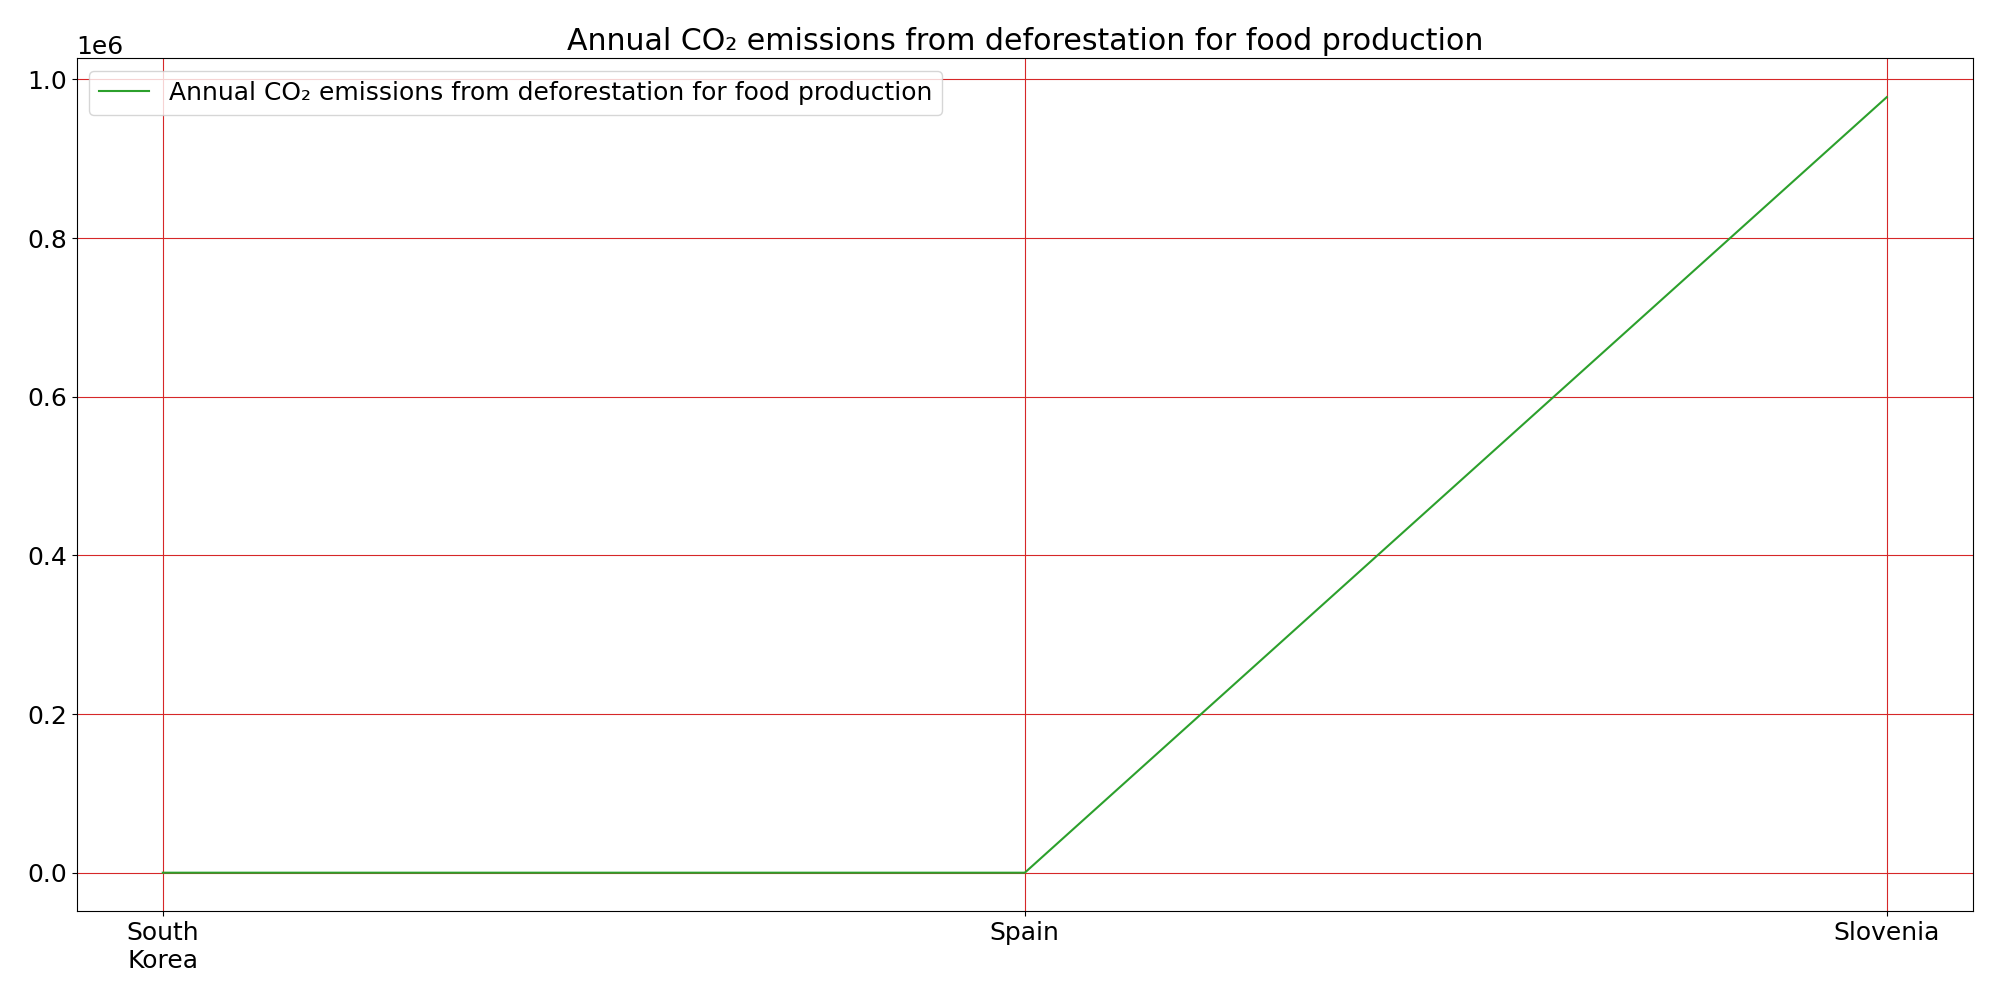 Annual CO₂ emissions from deforestation for food production
1e6
Annual CO₂ emissions from deforestation for food production
1.0
0.8
0.6
0.4
0.2
0.0
South
Korea
Spain
Slovenia